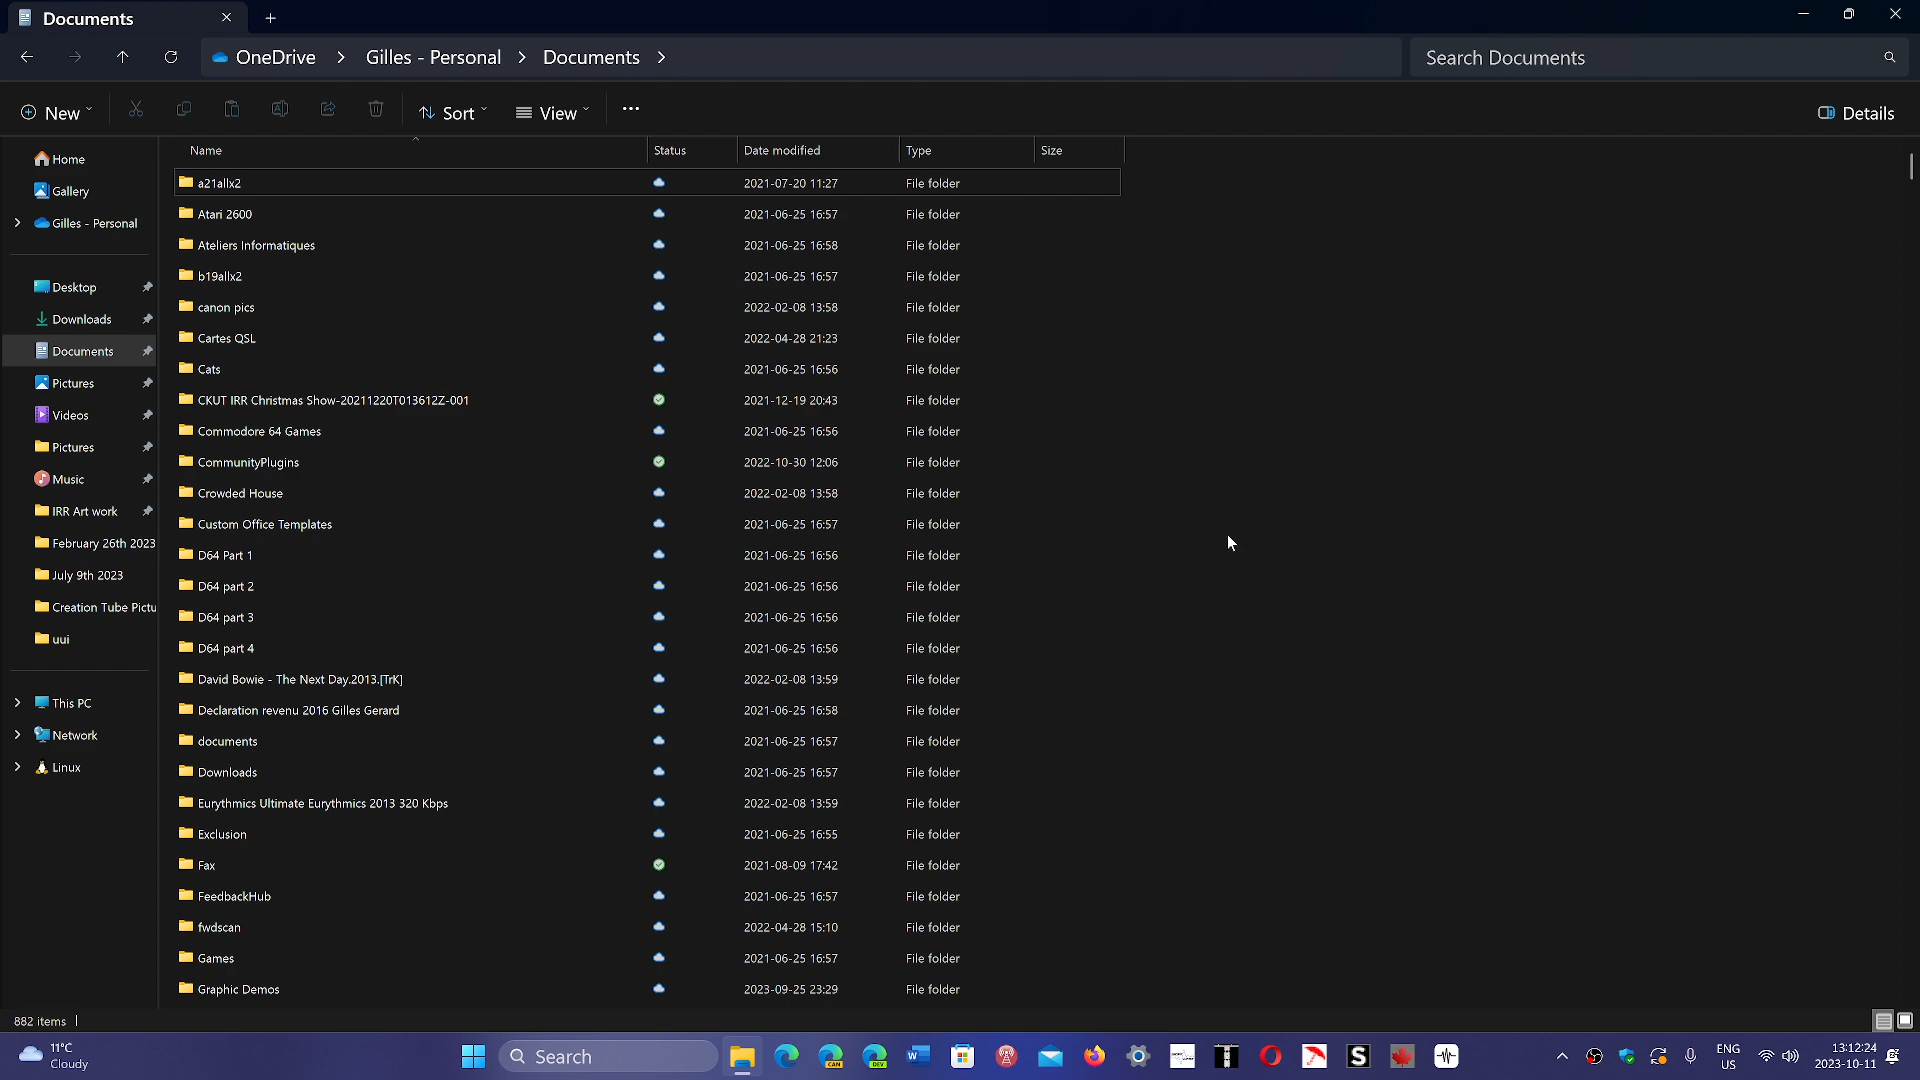 Documents
OneDrive > Gilles - Personal > Documents >
Search Documents
New
Sort
View
Details
Name Status Date modified Type Size
Home
Gallery
Gilles - Personal
Desktop
Downloads
Documents
Pictures
Videos
Pictures
Music
IRR Art work
February 26th 2023
July 9th 2023
Creation Tube Pictu
uui
This PC
Network
Linux
a21allx2 2021-07-20 11:27 File folder
Atari 2600 2021-06-25 16:57 File folder
Ateliers Informatiques 2021-06-25 16:58 File folder
b19allx2 2021-06-25 16:57 File folder
canon pics 2022-02-08 13:58 File folder
Cartes QSL 2022-04-28 21:23 File folder
Cats 2021-06-25 16:56 File folder
CKUT IRR Christmas Show-20211220T013612Z-001 2021-12-19 20:43 File folder
Commodore 64 Games 2021-06-25 16:56 File folder
CommunityPlugins 2022-10-30 12:06 File folder
Crowded House 2022-02-08 13:58 File folder
Custom Office Templates 2021-06-25 16:57 File folder
D64 Part 1 2021-06-25 16:56 File folder
D64 part 2 2021-06-25 16:56 File folder
D64 part 3 2021-06-25 16:56 File folder
D64 part 4 2021-06-25 16:56 File folder
David Bowie - The Next Day.2013.[TrK] 2022-02-08 13:59 File folder
Declaration revenu 2016 Gilles Gerard 2021-06-25 16:58 File folder
documents 2021-06-25 16:57 File folder
Downloads 2021-06-25 16:57 File folder
Eurythmics Ultimate Eurythmics 2013 320 Kbps 2022-02-08 13:59 File folder
Exclusion 2021-06-25 16:55 File folder
Fax 2021-08-09 17:42 File folder
FeedbackHub 2021-06-25 16:57 File folder
fwdscan 2022-04-28 15:10 File folder
Games 2021-06-25 16:57 File folder
Graphic Demos 2023-09-25 23:29 File folder
882 items
11°C
Cloudy
Search
CAN
DEV
ENG
US
13:12:24
2023-10-11